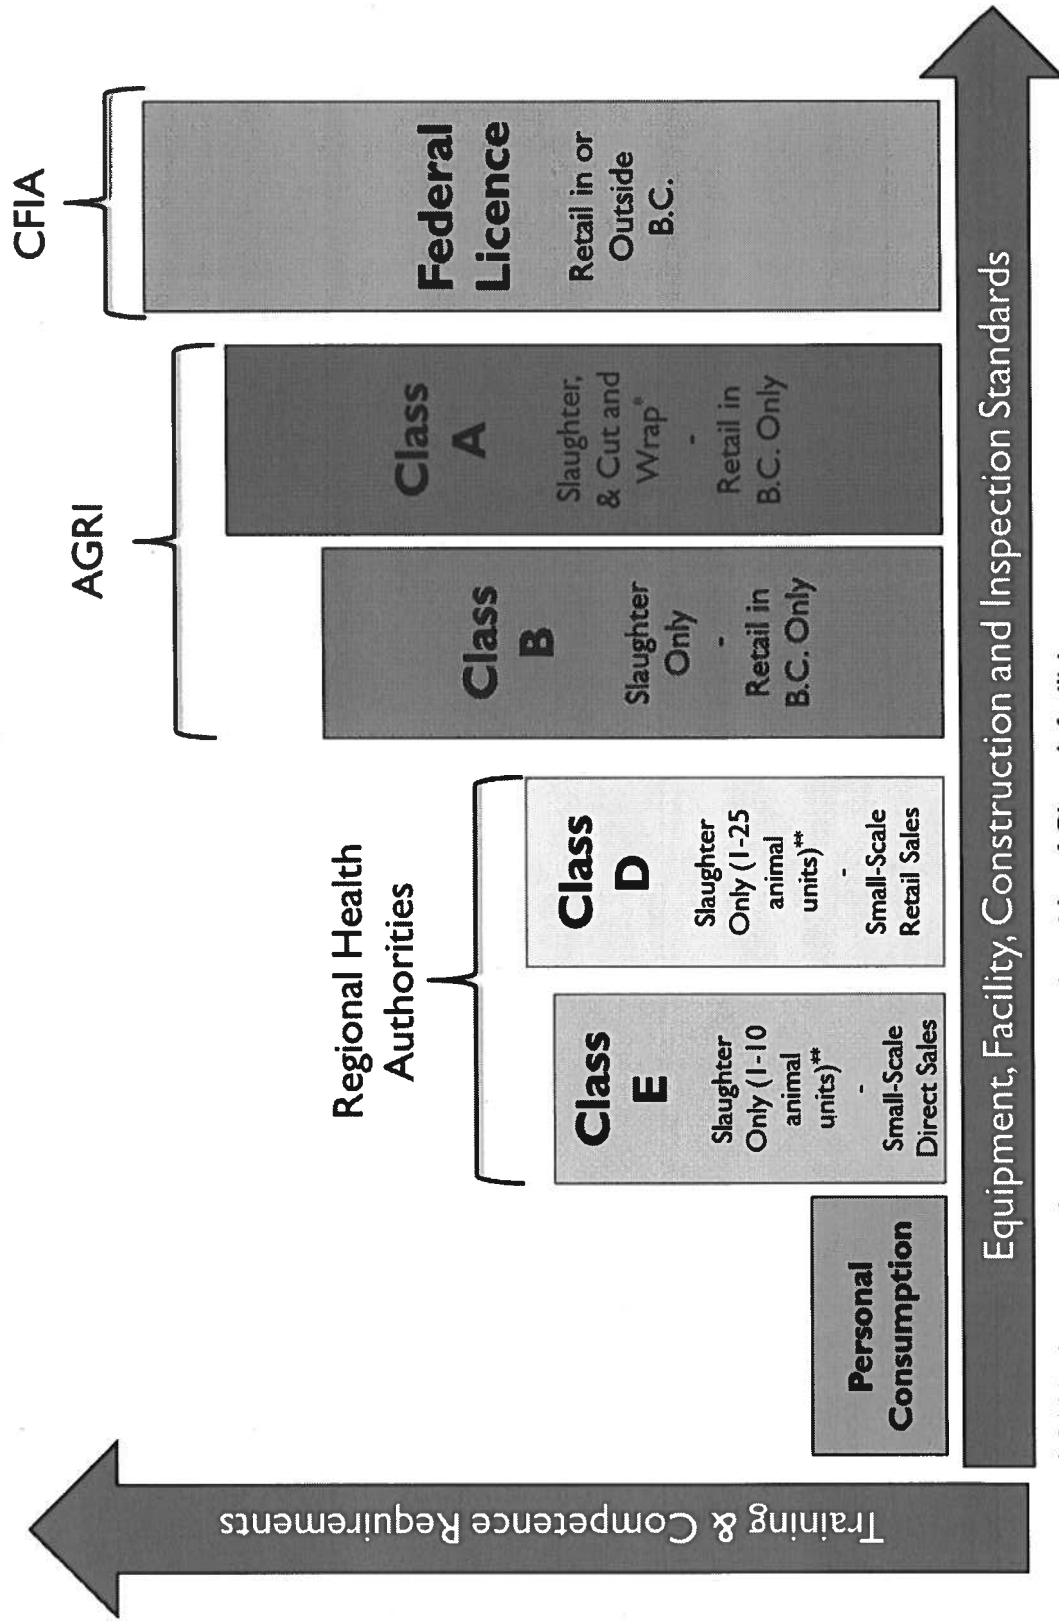 CFIA
AGRI
Regional Health
Authorities
Training & Competence Requirements
Personal
Consumption
Class
E
Slaughter
Only (1-10
animal
units)**
-
Small-Scale
Direct Sales
Class
D
Slaughter
Only (1-25
animal
units)**
-
Small-Scale
Retail Sales
Class
B
Slaughter
Only
-
Retail in
B.C. Only
Class
A
Slaughter,
& Cut and
Wrap*
-
Retail in
B.C. Only
Federal
Licence
Retail in or
Outside
B.C.
Equipment, Facility, Construction and Inspection Standards